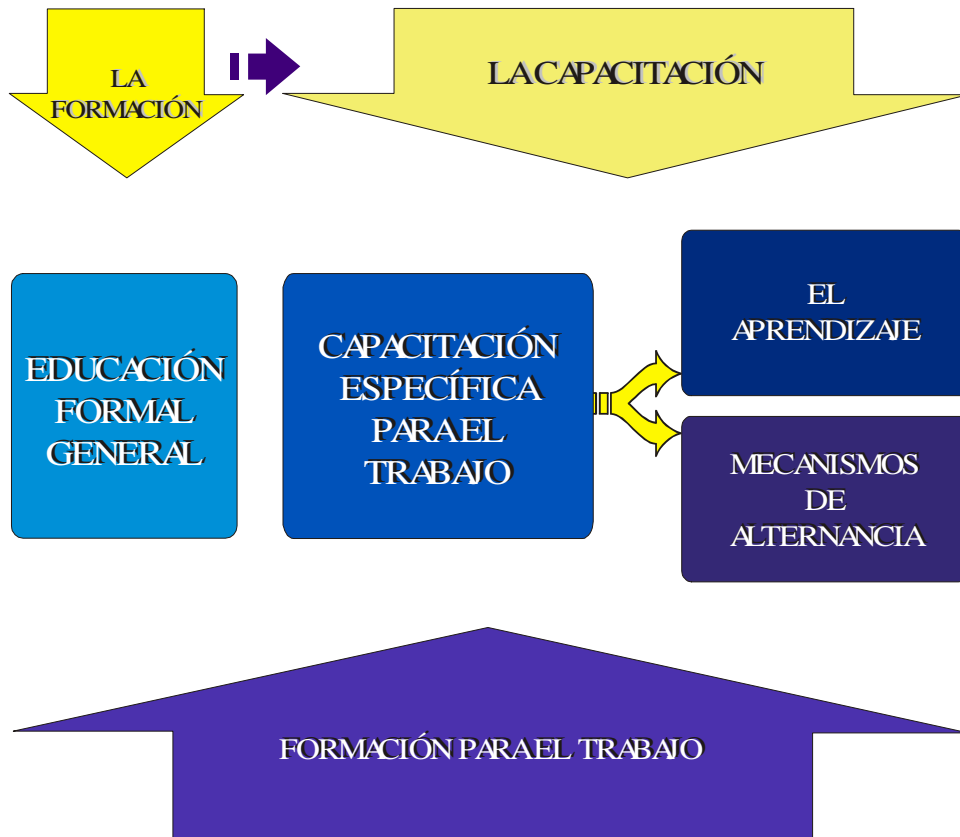 LA
FORMACIÓN
LA CAPACITACIÓN
EDUCACIÓN
FORMAL
GENERAL
CAPACITACIÓN
ESPECÍFICA
PARA EL
TRABAJO
EL
APRENDIZAJE
MECANISMOS
DE
ALTERNANCIA
FORMACIÓN PARA EL TRABAJO